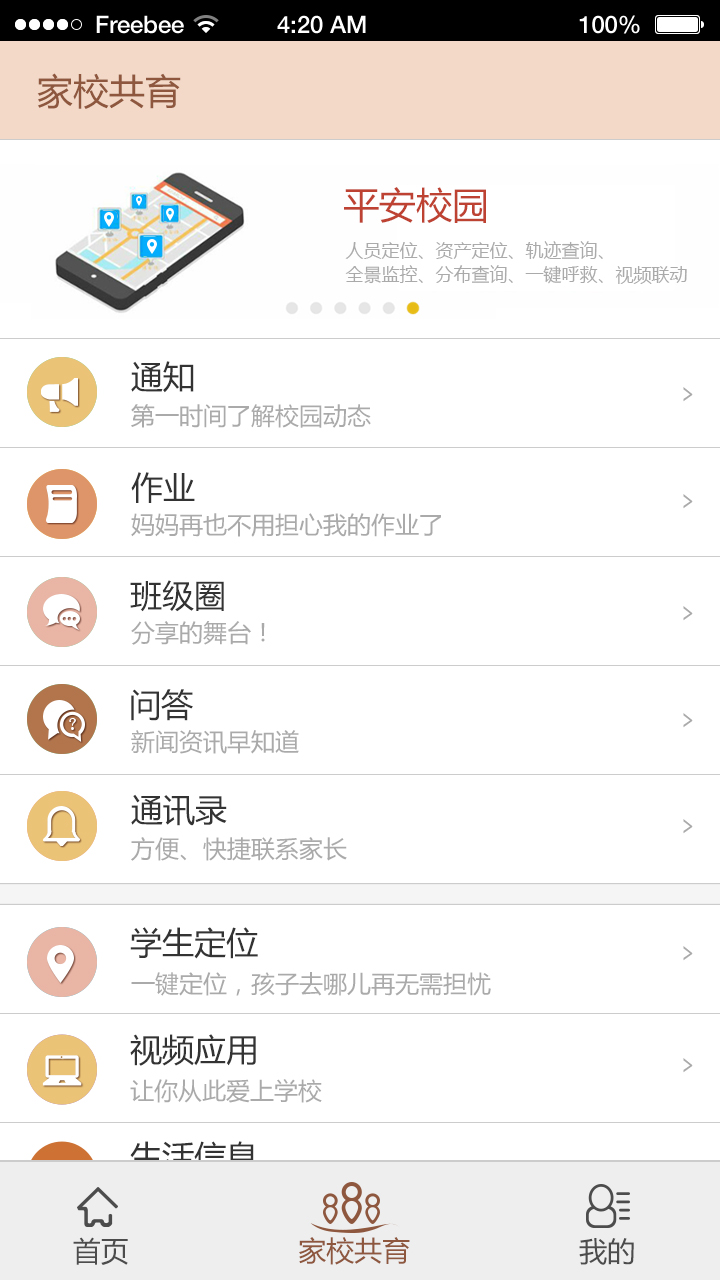 Freebee 4:20 AM 100%
家校共育
平安校园
人员定位、资产定位、轨迹查询、
全景监控、分布查询、一键呼救、视频联动
通知
第一时间了解校园动态
作业
妈妈再也不用担心我的作业了
班级圈
分享的舞台！
问答
新闻资讯早知道
通讯录
方便、快捷联系家长
学生定位
一键定位，孩子去哪儿再无需担忧
视频应用
让你从此爱上学校
生活信息
首页 家校共育 我的